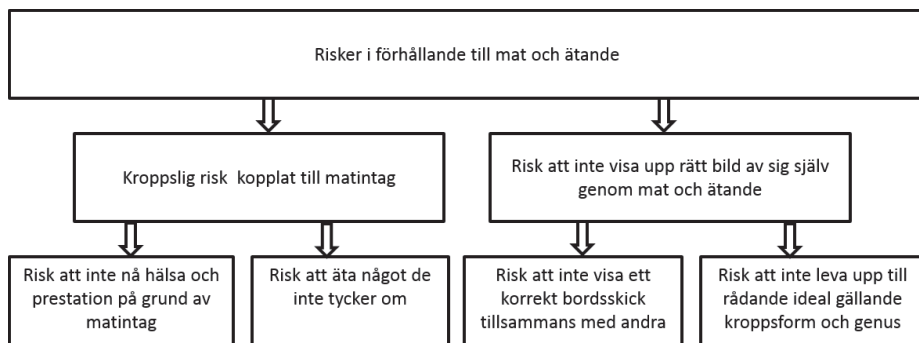 Risker i förhållande till mat och ätande
Kroppslig risk kopplat till matintag
Risk att inte visa upp rätt bild av sig själv
genom mat och ätande
Risk att inte nå hälsa och
prestation på grund av
matintag
Risk att äta något de
inte tycker om
Risk att inte visa ett
korrekt bordsskick
tillsammans med andra
Risk att inte leva upp till
rådande ideal gällande
kroppsform och genus